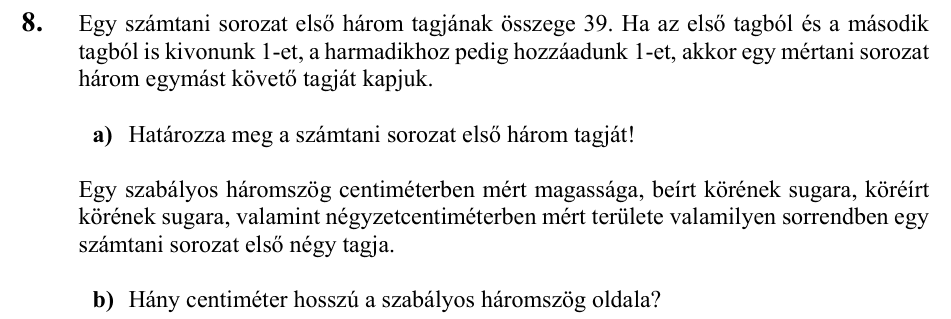 8. Egy számtani sorozat első három tagjának összege 39. Ha az első tagból és a második
tagból is kivonunk 1-et, a harmadikhoz pedig hozzáadunk 1-et, akkor egy mértani sorozat
három egymást követő tagját kapjuk.
a) Határozza meg a számtani sorozat első három tagját!
Egy szabályos háromszög centiméterben mért magassága, beírt körének sugara, köréírt
körének sugara, valamint négyzetcentiméterben mért területe valamilyen sorrendben egy
számtani sorozat első négy tagja.
b) Hány centiméter hosszú a szabályos háromszög oldala?